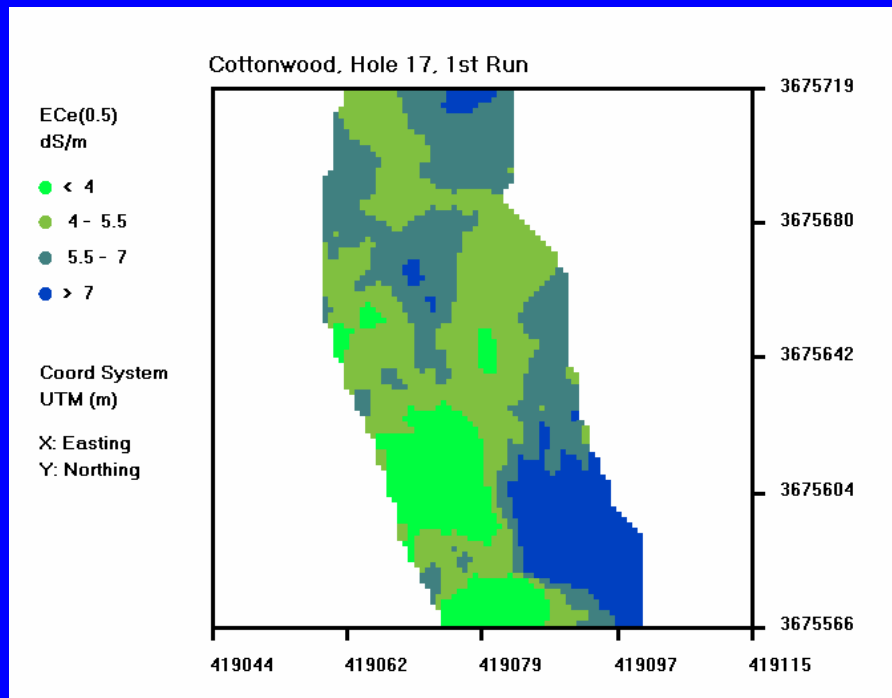 Cottonwood, Hole 17, 1st Run
ECe(0.5)
dS/m
< 4
4 - 5.5
5.5 - 7
> 7
Coord System
UTM (m)
X: Easting
Y: Northing
3675719
3675680
3675642
3675604
3675566
419044 419062 419079 419097 419115